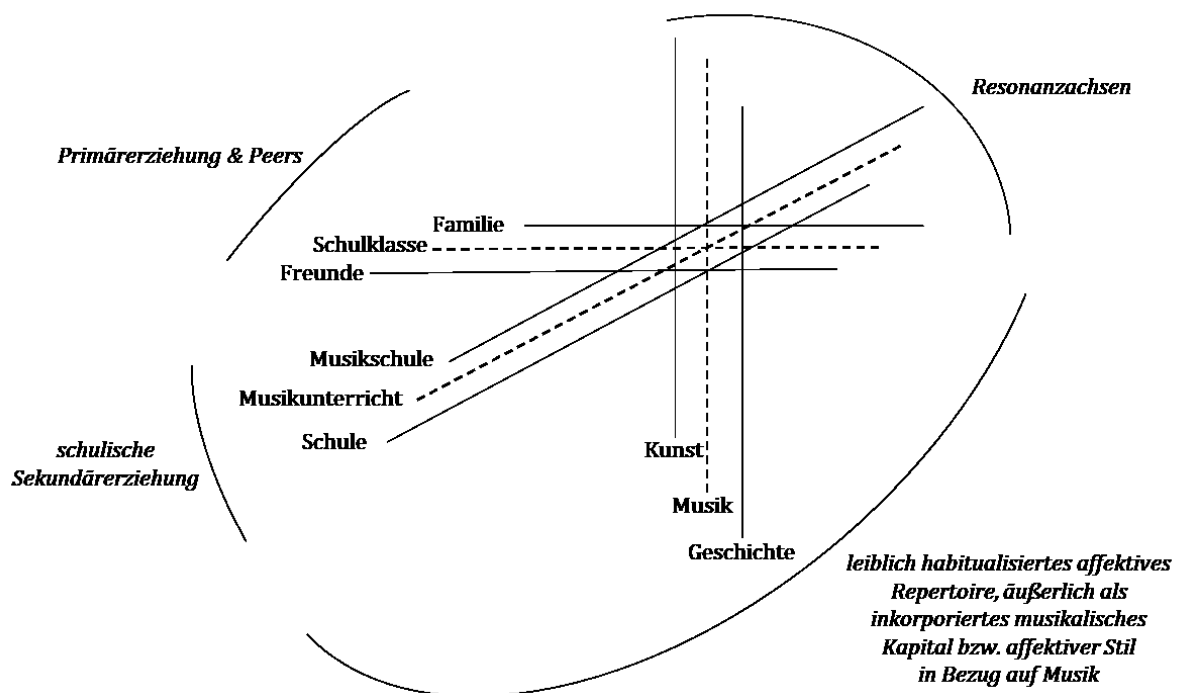 Resonanzachsen
Primärerziehung & Peers
Familie
Schulklasse
Freunde
Musikschule
Musikunterricht
Schule
schulische
Sekundärerziehung
Kunst
Musik
Geschichte
leiblich habitualisiertes affektives
Repertoire, äußerlich als
inkorporiertes musikalisches
Kapital bzw. affektiver Stil
in Bezug auf Musik